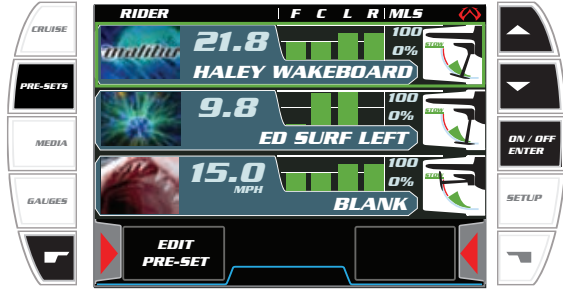 CRUISE
PRE-SETS
MEDIA
GAUGES
RIDER F C L R MLS
malibu
21.8 100
0%
STOW
HALEY WAKEBOARD
9.8 100
0%
STOW
ED SURF LEFT
15.0 MPH 100
0%
STOW
BLANK
EDIT
PRE-SET
ON / OFF
ENTER
SETUP